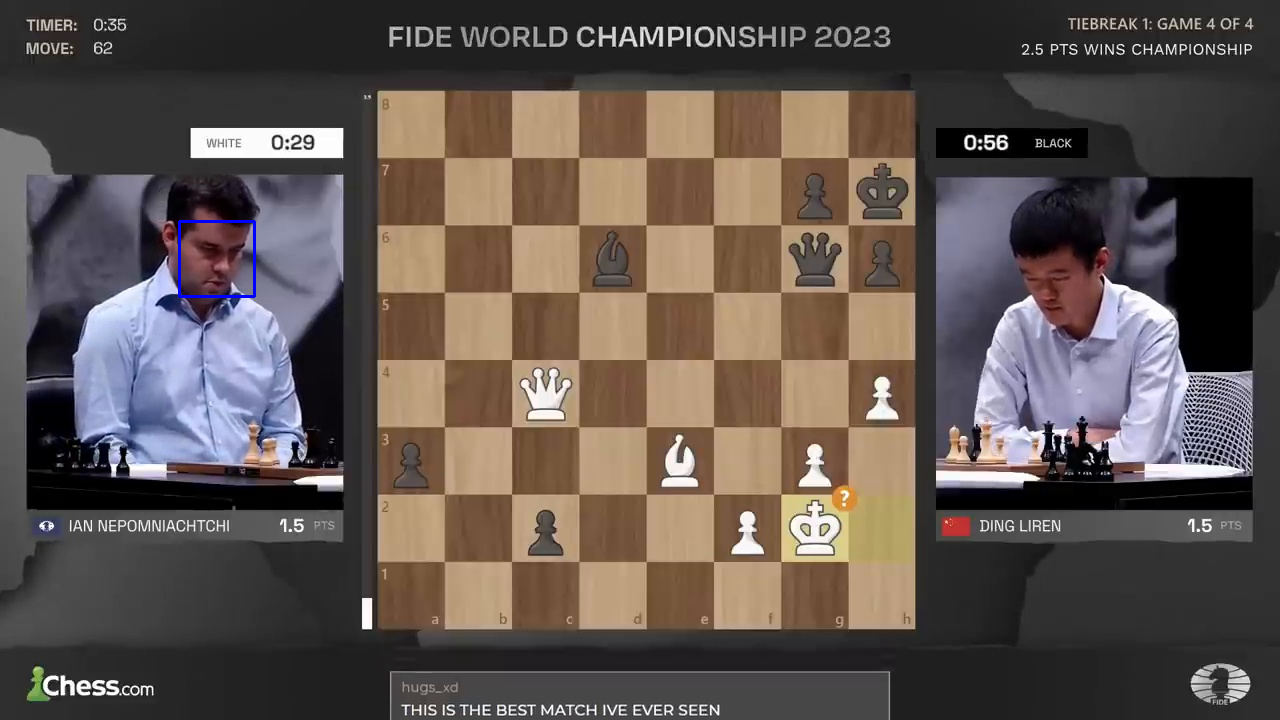 TIMER: 0:35
MOVE: 62
FIDE WORLD CHAMPIONSHIP 2023
TIEBREAK 1: GAME 4 OF 4
2.5 PTS WINS CHAMPIONSHIP
WHITE 0:29
0:56 BLACK
8
7
6
5
4
3
2
1
a b c d e f g h
?
IAN NEPOMNIACHTCHI 1.5 PTS
DING LIREN 1.5 PTS
Chess.com
hugs_xd
THIS IS THE BEST MATCH IVE EVER SEEN
FIDE